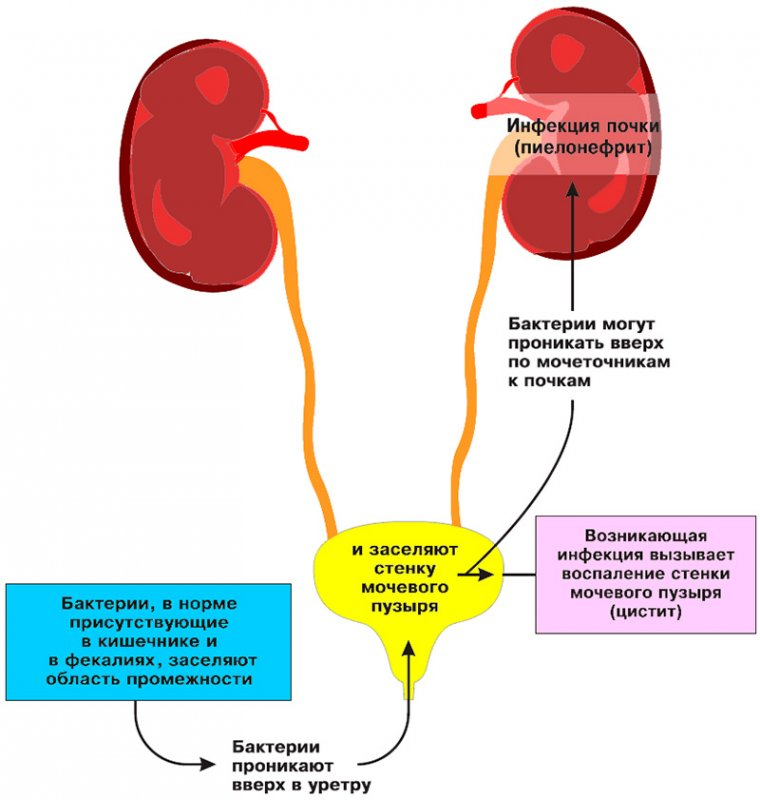 Инфекция почки
(пиелонефрит)
Бактерии могут
проникать вверх
по мочеточникам
к почкам
и заселяют
стенку
мочевого
пузыря
Возникающая
инфекция вызывает
воспаление стенки
мочевого пузыря
(цистит)
Бактерии, в норме
присутствующие
в кишечнике и
в фекалиях, заселяют
область промежности
Бактерии
проникают
вверх в уретру